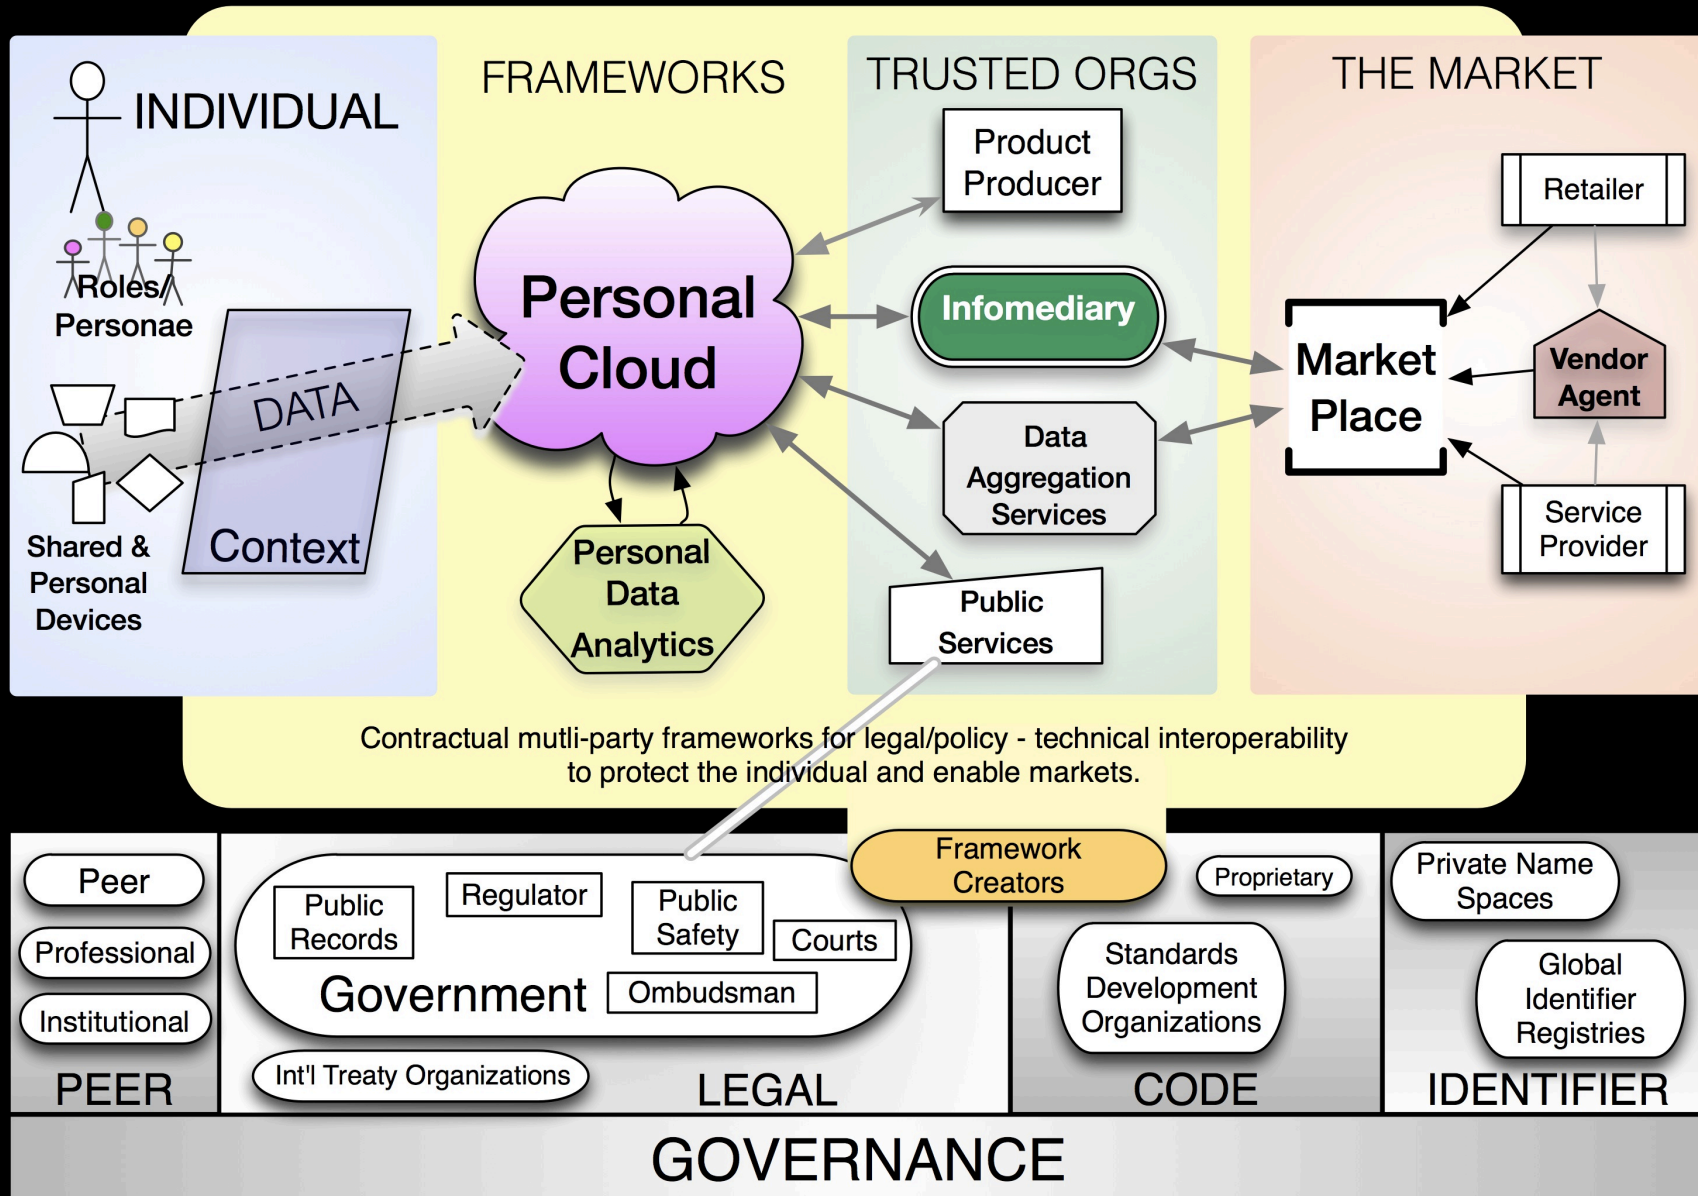 INDIVIDUAL
Roles/
Personae
DATA
Context
Shared &
Personal
Devices
FRAMEWORKS
Personal
Cloud
Personal
Data
Analytics
TRUSTED ORGS
Product
Producer
Infomediary
Data
Aggregation
Services
Public
Services
THE MARKET
Retailer
Market
Place
Vendor
Agent
Service
Provider
Contractual mutli-party frameworks for legal/policy - technical interoperability
to protect the individual and enable markets.
Peer
Professional
Institutional
PEER
Public
Records
Regulator
Public
Safety
Courts
Government
Ombudsman
Int'l Treaty Organizations
LEGAL
Framework
Creators
Proprietary
Standards
Development
Organizations
CODE
Private Name
Spaces
Global
Identifier
Registries
IDENTIFIER
GOVERNANCE